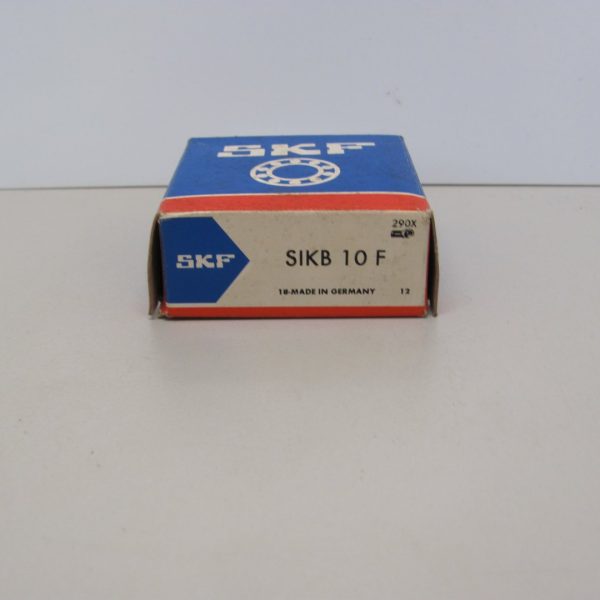 SKF
290X
SKF
SIKB 10 F
18-MADE IN GERMANY 12